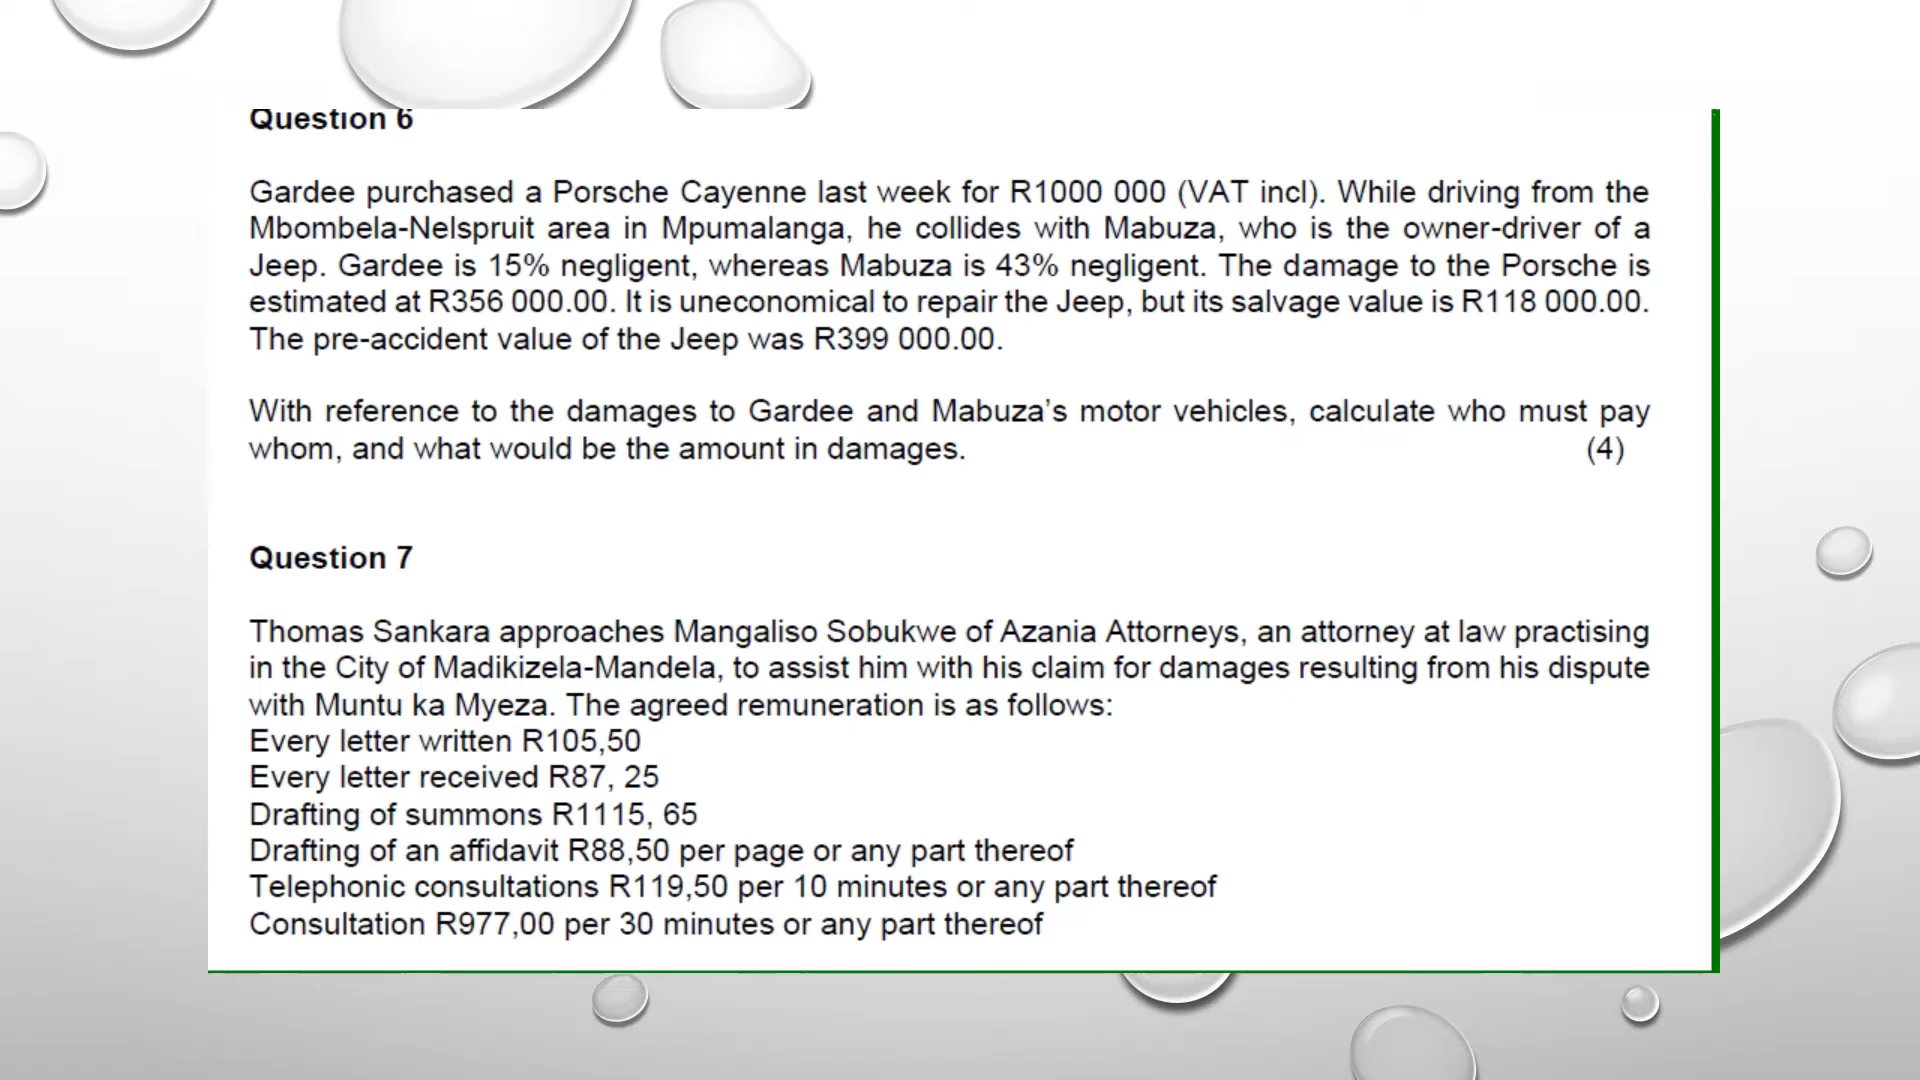 Question 6
Gardee purchased a Porsche Cayenne last week for R1000 000 (VAT incl). While driving from the
Mbombela-Nelspruit area in Mpumalanga, he collides with Mabuza, who is the owner-driver of a
Jeep. Gardee is 15% negligent, whereas Mabuza is 43% negligent. The damage to the Porsche is
estimated at R356 000.00. It is uneconomical to repair the Jeep, but its salvage value is R118 000.00.
The pre-accident value of the Jeep was R399 000.00.
With reference to the damages to Gardee and Mabuza's motor vehicles, calculate who must pay
whom, and what would be the amount in damages. (4)
Question 7
Thomas Sankara approaches Mangaliso Sobukwe of Azania Attorneys, an attorney at law practising
in the City of Madikizela-Mandela, to assist him with his claim for damages resulting from his dispute
with Muntu ka Myeza. The agreed remuneration is as follows:
Every letter written R105,50
Every letter received R87, 25
Drafting of summons R1115, 65
Drafting of an affidavit R88,50 per page or any part thereof
Telephonic consultations R119,50 per 10 minutes or any part thereof
Consultation R977,00 per 30 minutes or any part thereof